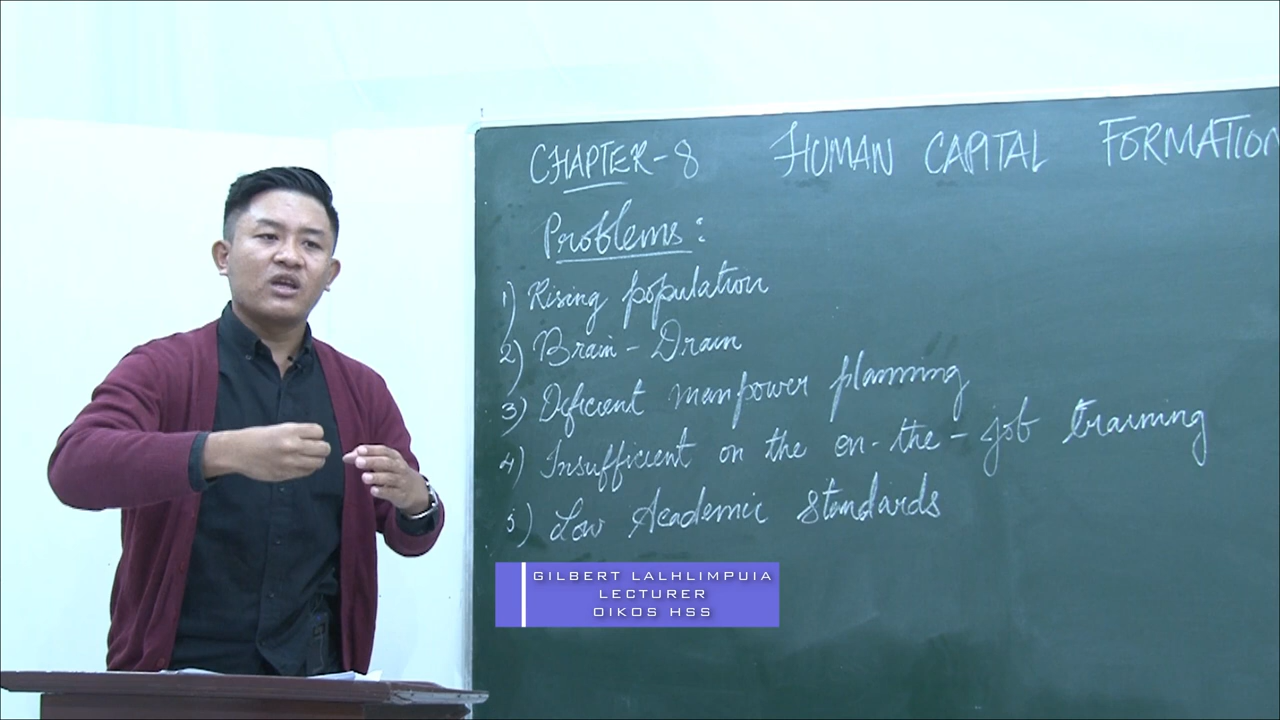 CHAPTER-8 HUMAN CAPITAL FORMATION
Problems:
1) Rising population
2) Brain - Drain
3) Deficient manpower planning
4) Insufficient on the on-the-job training
5) Low Academic Standards
GILBERT LALHLIMPUIA
LECTURER
OIKOS HSS